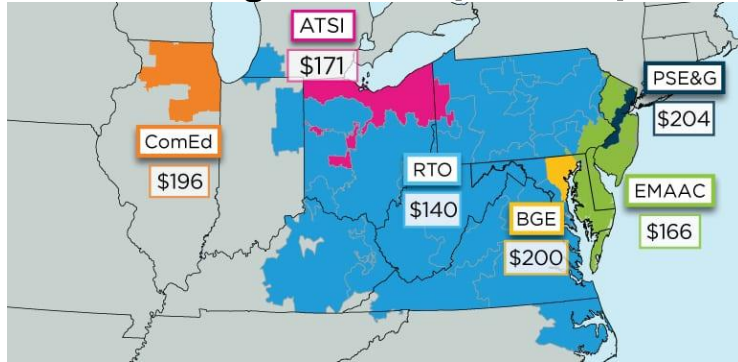 ATSI
$171
PSE&G
$204
ComEd
$196
RTO
$140
EMAAC
$166
BGE
$200